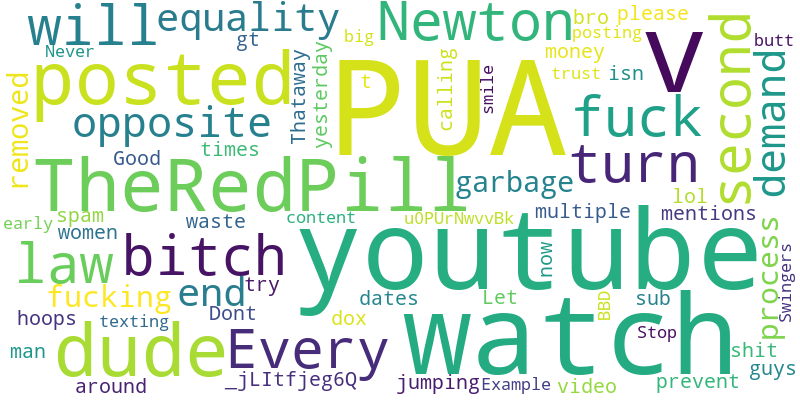 will
equality
gt
Never
Newton
big
bro
please
posting
money
trust
isn
t
v
butt
second
demand
posted
PUA
calling
smile
yesterday
Thataway
removed
opposite
Good
times
fuck
turn
TheRedPill
garbage
lol
mentions
multiple
early
spam
women
waste
content
uOPUrNwvvBk
law
bitch
youtube
now
process
Swingers
fucking
end
try
dates
Let
BBD
sub
hoops
texting
Dont
dox
watch
Stop
man
dude
Every
shit
guys
around
_jLItfjeg6Q
jumping
Example
video
prevent